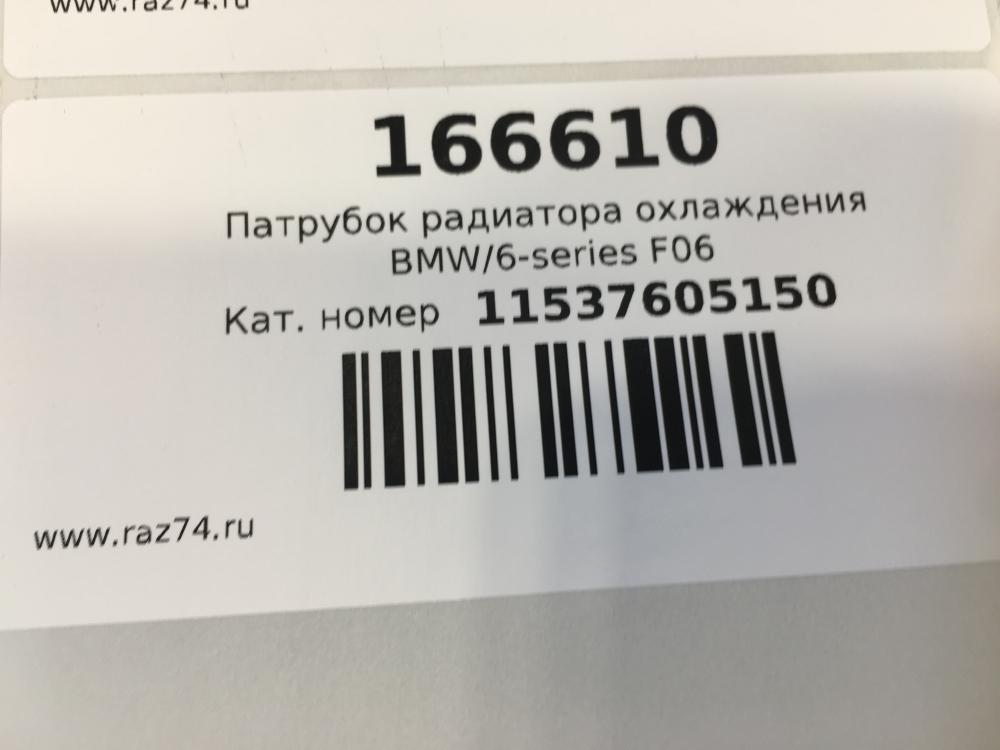 www.raz74.ru
166610
Патрубок радиатора охлаждения
BMW/6-series F06
Кат. номер 11537605150
www.raz74.ru